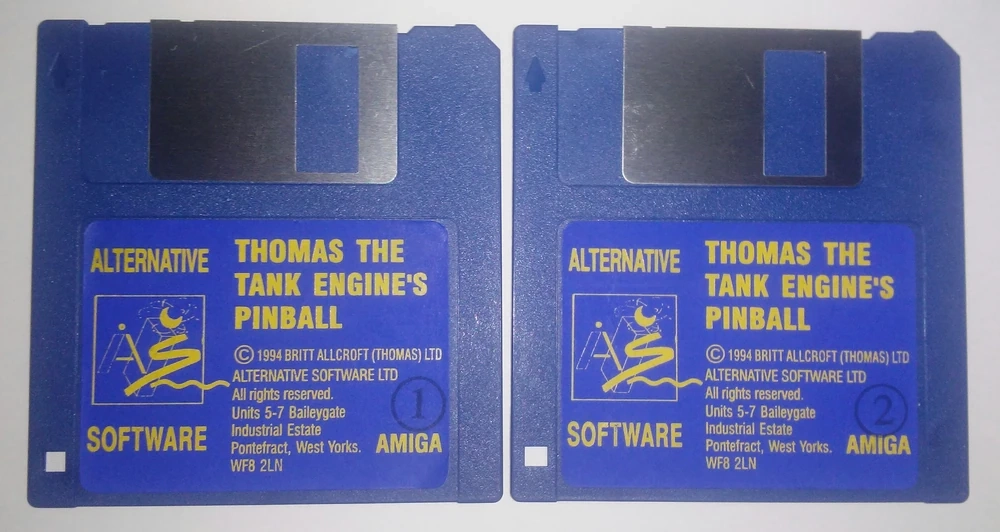 ALTERNATIVE
AS
SOFTWARE
THOMAS THE
TANK ENGINE'S
PINBALL
© 1994 BRITT ALLCROFT (THOMAS) LTD
ALTERNATIVE SOFTWARE LTD
All rights reserved.
Units 5-7 Baileygate
Industrial Estate
Pontefract, West Yorks.
WF8 2LN
1
AMIGA
ALTERNATIVE
AS
SOFTWARE
THOMAS THE
TANK ENGINE'S
PINBALL
© 1994 BRITT ALLCROFT (THOMAS) LTD
ALTERNATIVE SOFTWARE LTD
All rights reserved.
Units 5-7 Baileygate
Industrial Estate
Pontefract, West Yorks.
WF8 2LN
2
AMIGA